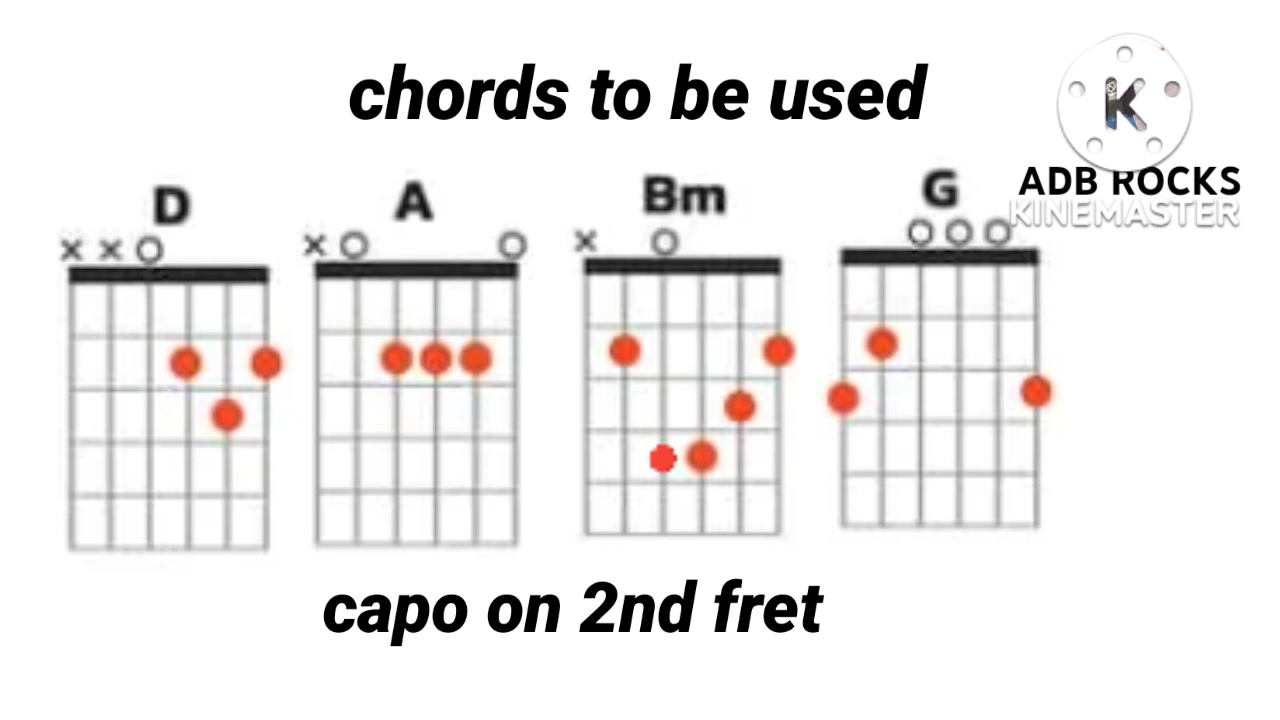 chords to be used
K
ADB ROCKS
KINEMASTER
D A Bm G
x x o x o o x o o o o
capo on 2nd fret